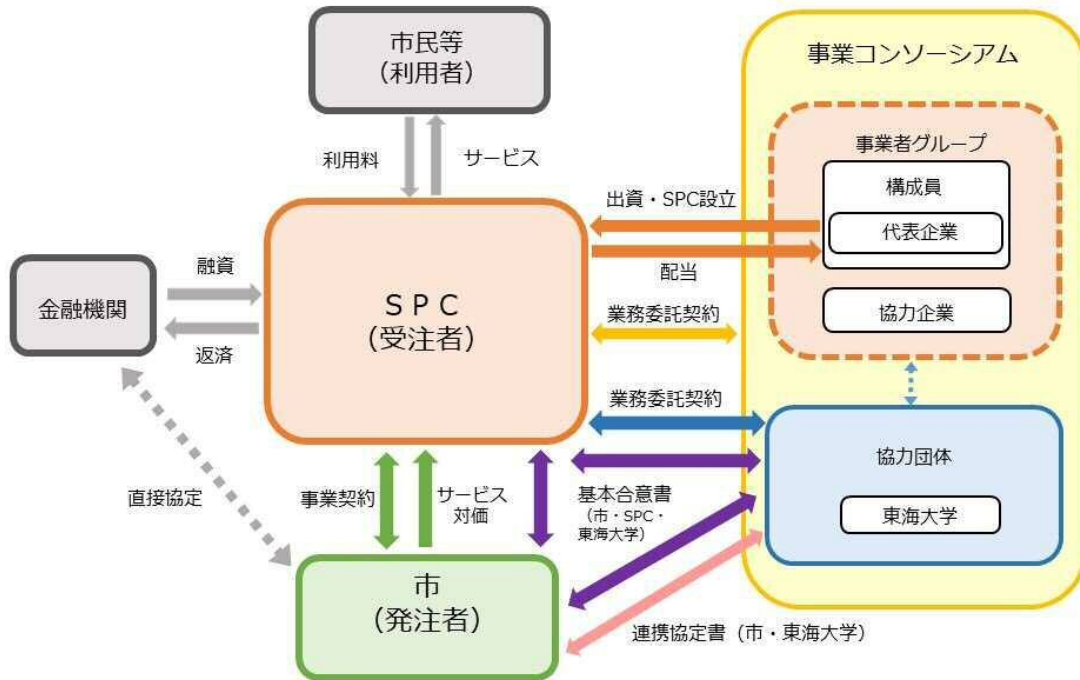 市民等
（利用者）
事業コンソーシアム
利用料
サービス
事業者グループ
構成員
代表企業
協力企業
出資・SPC設立
配当
融資
金融機関
返済
ＳＰＣ
（受注者）
業務委託契約
業務委託契約
協力団体
東海大学
直接協定
事業契約
サービス
対価
基本合意書
（市・SPC・
東海大学）
市
（発注者）
連携協定書（市・東海大学）